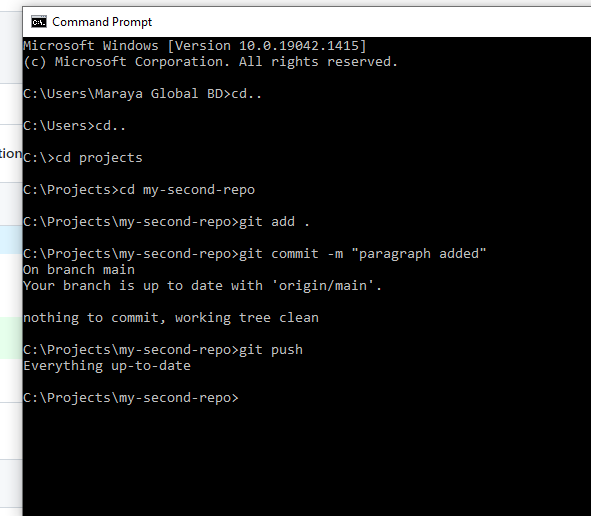 Command Prompt
Microsoft Windows [Version 10.0.19042.1415]
(c) Microsoft Corporation. All rights reserved.
C:\Users\Maraya Global BD>cd..
C:\Users>cd..
C:\>cd projects
tion
C:\Projects>cd my-second-repo
C:\Projects\my-second-repo>git add .
C:\Projects\my-second-repo>git commit -m "paragraph added"
On branch main
Your branch is up to date with 'origin/main'.
nothing to commit, working tree clean
C:\Projects\my-second-repo>git push
Everything up-to-date
C:\Projects\my-second-repo>